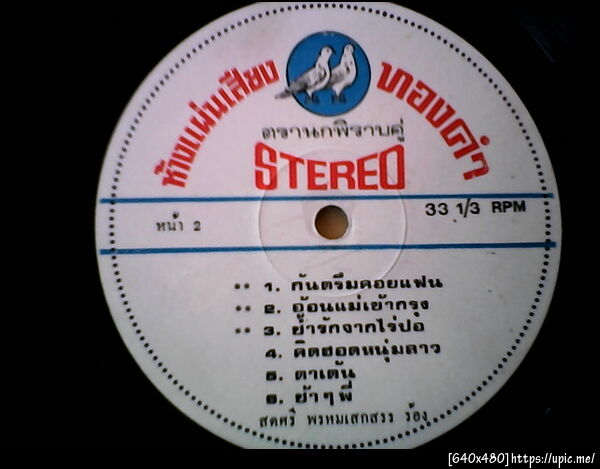 ห้างแผ่นเสียง ทองคำ
ตรานกพิราบคู่
STEREO
หน้า 2
33 1/3 RPM
•• 1. กันตรึมคอยแฟน
•• 2. อู้อนแม่เข้ากรุง
•• 3. ย้ำรักจากไร่ปอ
4. คิดฮอดหนุ่มลาว
5. ตาเต้น
6. ย้าๆพี่
สดศรี พรหมเสกสรร ร้อง
[640x480]https://upic.me/